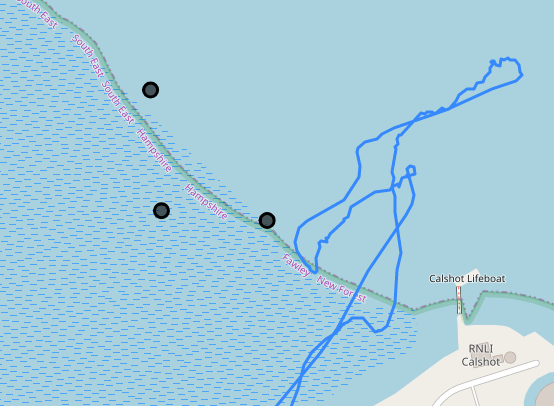 South East
South East
South East
Hampshire
Hampshire
Fawley
New Forest
Calshot Lifeboat
RNLI
Calshot